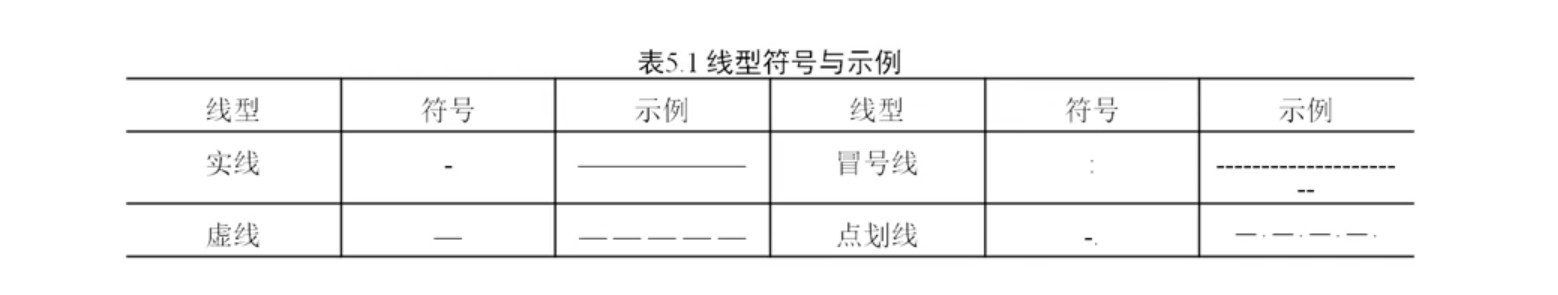 表5.1 线型符号与示例
线型 符号 示例 线型 符号 示例
实线 - —————— 冒号线 : --------------------
--
虚线 — — — — — — 点划线 -. — · — · — · — ·